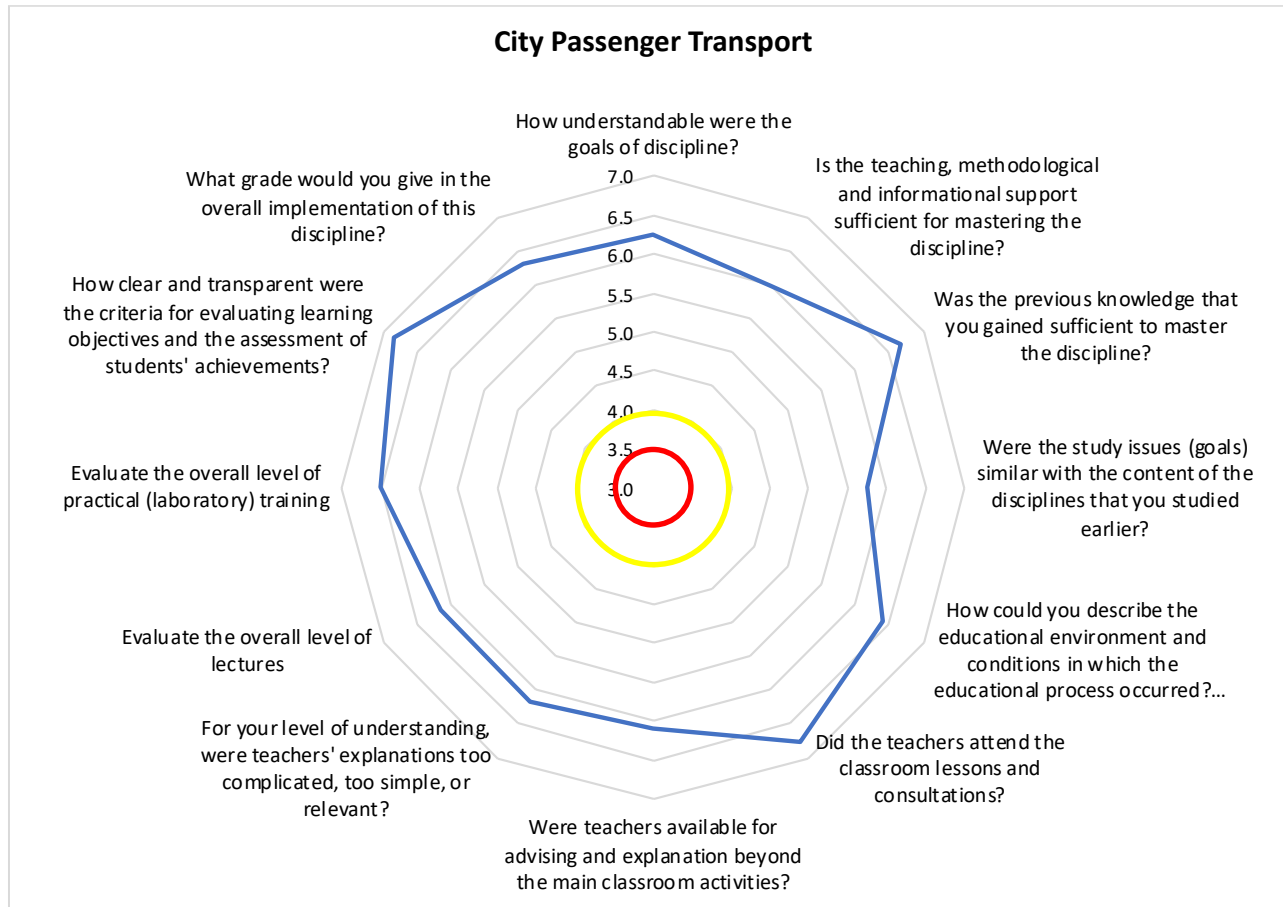 City Passenger Transport
How understandable were the
goals of discipline?
Is the teaching, methodological
and informational support
sufficient for mastering the
discipline?
Was the previous knowledge that
you gained sufficient to master
the discipline?
Were the study issues (goals)
similar with the content of the
disciplines that you studied
earlier?
How could you describe the
educational environment and
conditions in which the
educational process occurred?...
Did the teachers attend the
classroom lessons and
consultations?
Were teachers available for
advising and explanation beyond
the main classroom activities?
For your level of understanding,
were teachers' explanations too
complicated, too simple, or
relevant?
Evaluate the overall level of
lectures
Evaluate the overall level of
practical (laboratory) training
How clear and transparent were
the criteria for evaluating learning
objectives and the assessment of
students' achievements?
What grade would you give in the
overall implementation of this
discipline?
7.0
6.5
6.0
5.5
5.0
4.5
4.0
3.5
3.0